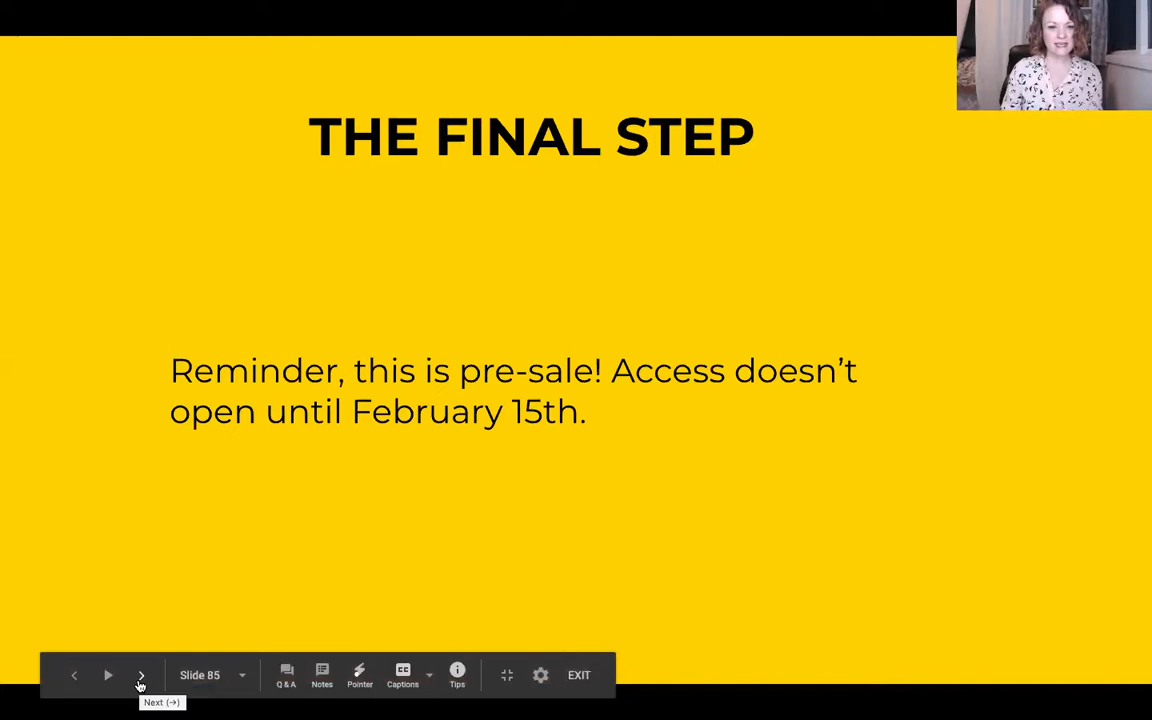 THE FINAL STEP
Reminder, this is pre-sale! Access doesn’t
open until February 15th.
Slide 85
Q & A
Notes
Pointer
Captions
Tips
EXIT
Next (→)